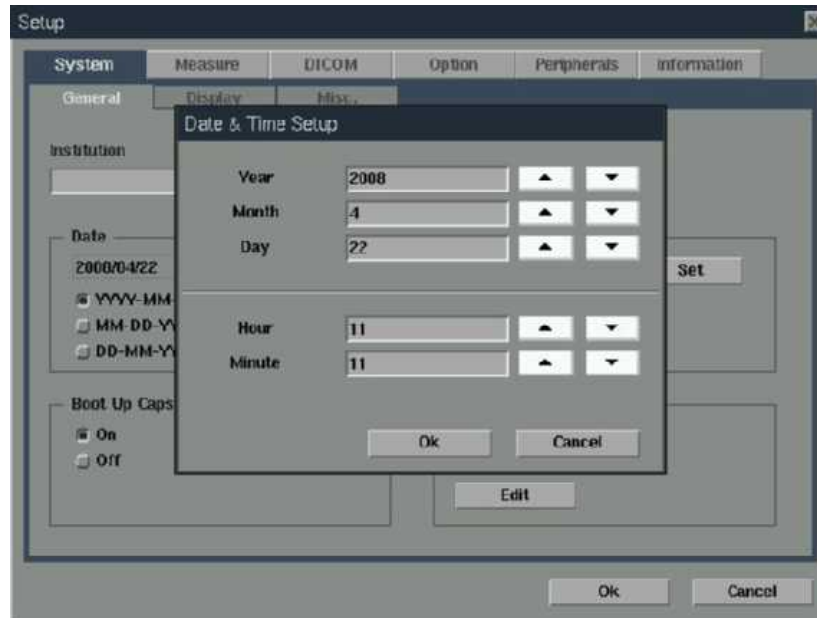 Setup
System Measure DICOM Option Peripherals Information
General Display Misc..
Date & Time Setup
Institution
Year 2008
Month 4
Day 22
Date
2008/04/22
Set
YYYY-MM-
MM-DD-YY
DD-MM-YY
Hour 11
Minute 11
Boot Up Caps
On
Off
Ok Cancel
Edit
Ok Cancel